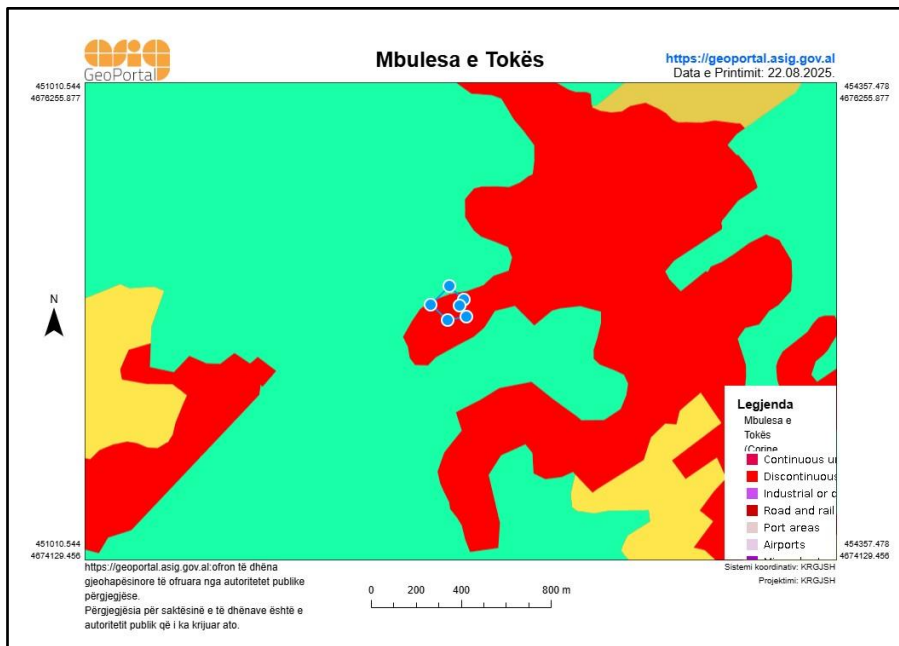 asig
GeoPortal
Mbulesa e Tokës
https://geoportal.asig.gov.al
Data e Printimit: 22.08.2025.
451010.544
4676255.877
454357.478
4676255.877
N
Legjenda
Mbulesa e
Tokës
(Corine
Continuous ur
Discontinuous
Industrial or c
Road and rail
Port areas
Airports
451010.544
4674129.456
454357.478
4674129.456
https://geoportal.asig.gov.al:ofron të dhëna
gjeohapësinore të ofruara nga autoritetet publike
përgjegjëse.
Përgjegjësia për saktësinë e të dhënave është e
autoritetit publik që i ka krijuar ato.
0 200 400 800 m
Sistemi koordinativ: KRGJSH
Projektimi: KRGJSH